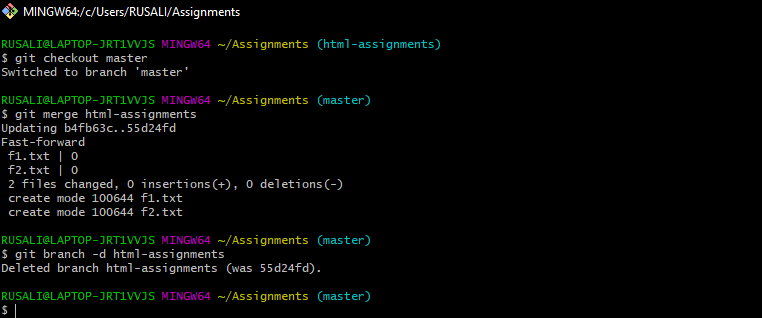 MINGW64:/c/Users/RUSALI/Assignments
RUSALI@LAPTOP-JRT1VVJS MINGW64 ~/Assignments (html-assignments)
$ git checkout master
Switched to branch 'master'
RUSALI@LAPTOP-JRT1VVJS MINGW64 ~/Assignments (master)
$ git merge html-assignments
Updating b4fb63c..55d24fd
Fast-forward
 f1.txt | 0
 f2.txt | 0
 2 files changed, 0 insertions(+), 0 deletions(-)
 create mode 100644 f1.txt
 create mode 100644 f2.txt
RUSALI@LAPTOP-JRT1VVJS MINGW64 ~/Assignments (master)
$ git branch -d html-assignments
Deleted branch html-assignments (was 55d24fd).
RUSALI@LAPTOP-JRT1VVJS MINGW64 ~/Assignments (master)
$